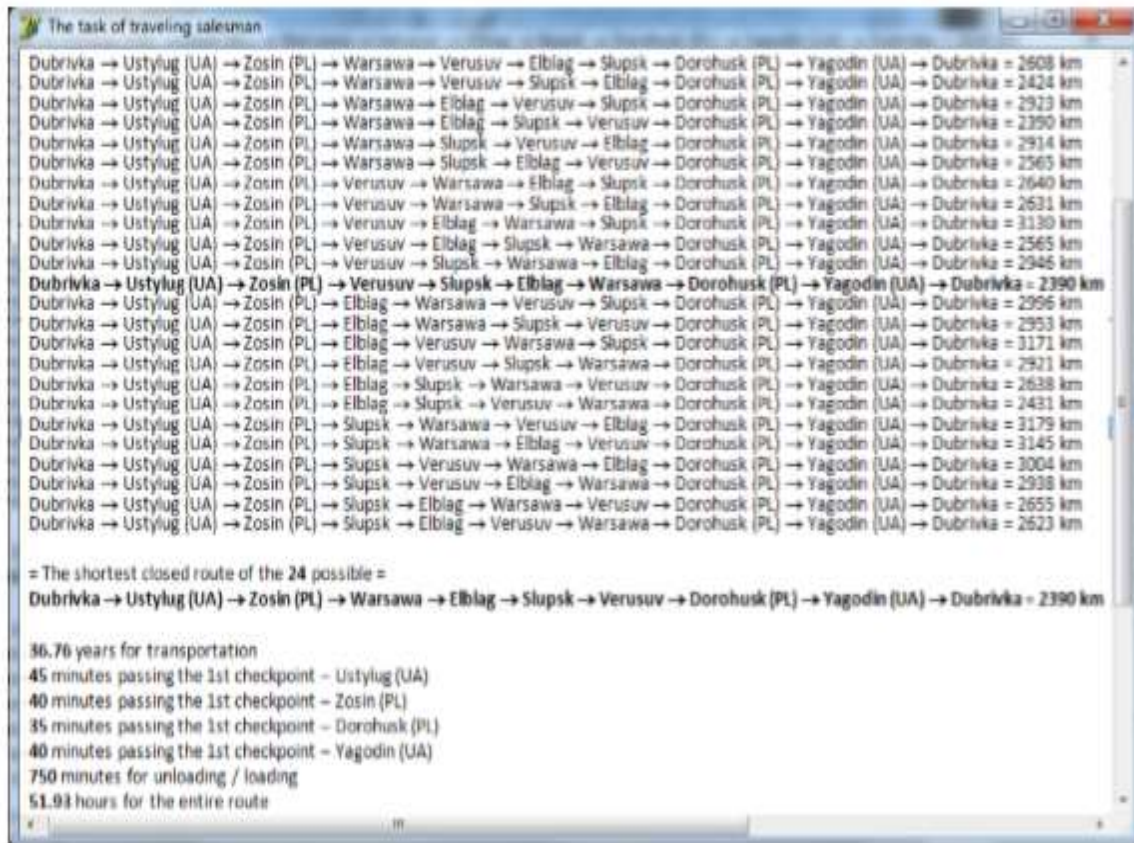 The task of traveling salesman
Dubrivka → Ustylug (UA) → Zosin (PL) → Warsawa → Verusuv → Elblag → Slupsk → Dorohusk (PL) → Yagodin (UA) → Dubrivka = 2608 km
Dubrivka → Ustylug (UA) → Zosin (PL) → Warsawa → Verusuv → Slupsk → Elblag → Dorohusk (PL) → Yagodin (UA) → Dubrivka = 2424 km
Dubrivka → Ustylug (UA) → Zosin (PL) → Warsawa → Elblag → Verusuv → Slupsk → Dorohusk (PL) → Yagodin (UA) → Dubrivka = 2923 km
Dubrivka → Ustylug (UA) → Zosin (PL) → Warsawa → Elblag → Slupsk → Verusuv → Dorohusk (PL) → Yagodin (UA) → Dubrivka = 2390 km
Dubrivka → Ustylug (UA) → Zosin (PL) → Warsawa → Slupsk → Verusuv → Elblag → Dorohusk (PL) → Yagodin (UA) → Dubrivka = 2914 km
Dubrivka → Ustylug (UA) → Zosin (PL) → Warsawa → Slupsk → Elblag → Verusuv → Dorohusk (PL) → Yagodin (UA) → Dubrivka = 2565 km
Dubrivka → Ustylug (UA) → Zosin (PL) → Verusuv → Warsawa → Elblag → Slupsk → Dorohusk (PL) → Yagodin (UA) → Dubrivka = 2640 km
Dubrivka → Ustylug (UA) → Zosin (PL) → Verusuv → Warsawa → Slupsk → Elblag → Dorohusk (PL) → Yagodin (UA) → Dubrivka = 2631 km
Dubrivka → Ustylug (UA) → Zosin (PL) → Verusuv → Elblag → Warsawa → Slupsk → Dorohusk (PL) → Yagodin (UA) → Dubrivka = 3130 km
Dubrivka → Ustylug (UA) → Zosin (PL) → Verusuv → Elblag → Slupsk → Warsawa → Dorohusk (PL) → Yagodin (UA) → Dubrivka = 2565 km
Dubrivka → Ustylug (UA) → Zosin (PL) → Verusuv → Slupsk → Warsawa → Elblag → Dorohusk (PL) → Yagodin (UA) → Dubrivka = 2946 km
Dubrivka → Ustylug (UA) → Zosin (PL) → Verusuv → Slupsk → Elblag → Warsawa → Dorohusk (PL) → Yagodin (UA) → Dubrivka = 2390 km
Dubrivka → Ustylug (UA) → Zosin (PL) → Elblag → Warsawa → Verusuv → Slupsk → Dorohusk (PL) → Yagodin (UA) → Dubrivka = 2996 km
Dubrivka → Ustylug (UA) → Zosin (PL) → Elblag → Warsawa → Slupsk → Verusuv → Dorohusk (PL) → Yagodin (UA) → Dubrivka = 2953 km
Dubrivka → Ustylug (UA) → Zosin (PL) → Elblag → Verusuv → Warsawa → Slupsk → Dorohusk (PL) → Yagodin (UA) → Dubrivka = 3171 km
Dubrivka → Ustylug (UA) → Zosin (PL) → Elblag → Verusuv → Slupsk → Warsawa → Dorohusk (PL) → Yagodin (UA) → Dubrivka = 2921 km
Dubrivka → Ustylug (UA) → Zosin (PL) → Elblag → Slupsk → Warsawa → Verusuv → Dorohusk (PL) → Yagodin (UA) → Dubrivka = 2638 km
Dubrivka → Ustylug (UA) → Zosin (PL) → Elblag → Slupsk → Verusuv → Warsawa → Dorohusk (PL) → Yagodin (UA) → Dubrivka = 2431 km
Dubrivka → Ustylug (UA) → Zosin (PL) → Slupsk → Warsawa → Verusuv → Elblag → Dorohusk (PL) → Yagodin (UA) → Dubrivka = 3179 km
Dubrivka → Ustylug (UA) → Zosin (PL) → Slupsk → Warsawa → Elblag → Verusuv → Dorohusk (PL) → Yagodin (UA) → Dubrivka = 3145 km
Dubrivka → Ustylug (UA) → Zosin (PL) → Slupsk → Verusuv → Warsawa → Elblag → Dorohusk (PL) → Yagodin (UA) → Dubrivka = 3004 km
Dubrivka → Ustylug (UA) → Zosin (PL) → Slupsk → Verusuv → Elblag → Warsawa → Dorohusk (PL) → Yagodin (UA) → Dubrivka = 2938 km
Dubrivka → Ustylug (UA) → Zosin (PL) → Slupsk → Elblag → Warsawa → Verusuv → Dorohusk (PL) → Yagodin (UA) → Dubrivka = 2655 km
Dubrivka → Ustylug (UA) → Zosin (PL) → Slupsk → Elblag → Verusuv → Warsawa → Dorohusk (PL) → Yagodin (UA) → Dubrivka = 2623 km
= The shortest closed route of the 24 possible =
Dubrivka → Ustylug (UA) → Zosin (PL) → Warsawa → Elblag → Slupsk → Verusuv → Dorohusk (PL) → Yagodin (UA) → Dubrivka = 2390 km
36.76 years for transportation
45 minutes passing the 1st checkpoint – Ustylug (UA)
40 minutes passing the 1st checkpoint – Zosin (PL)
35 minutes passing the 1st checkpoint – Dorohusk (PL)
40 minutes passing the 1st checkpoint – Yagodin (UA)
750 minutes for unloading / loading
51.93 hours for the entire route